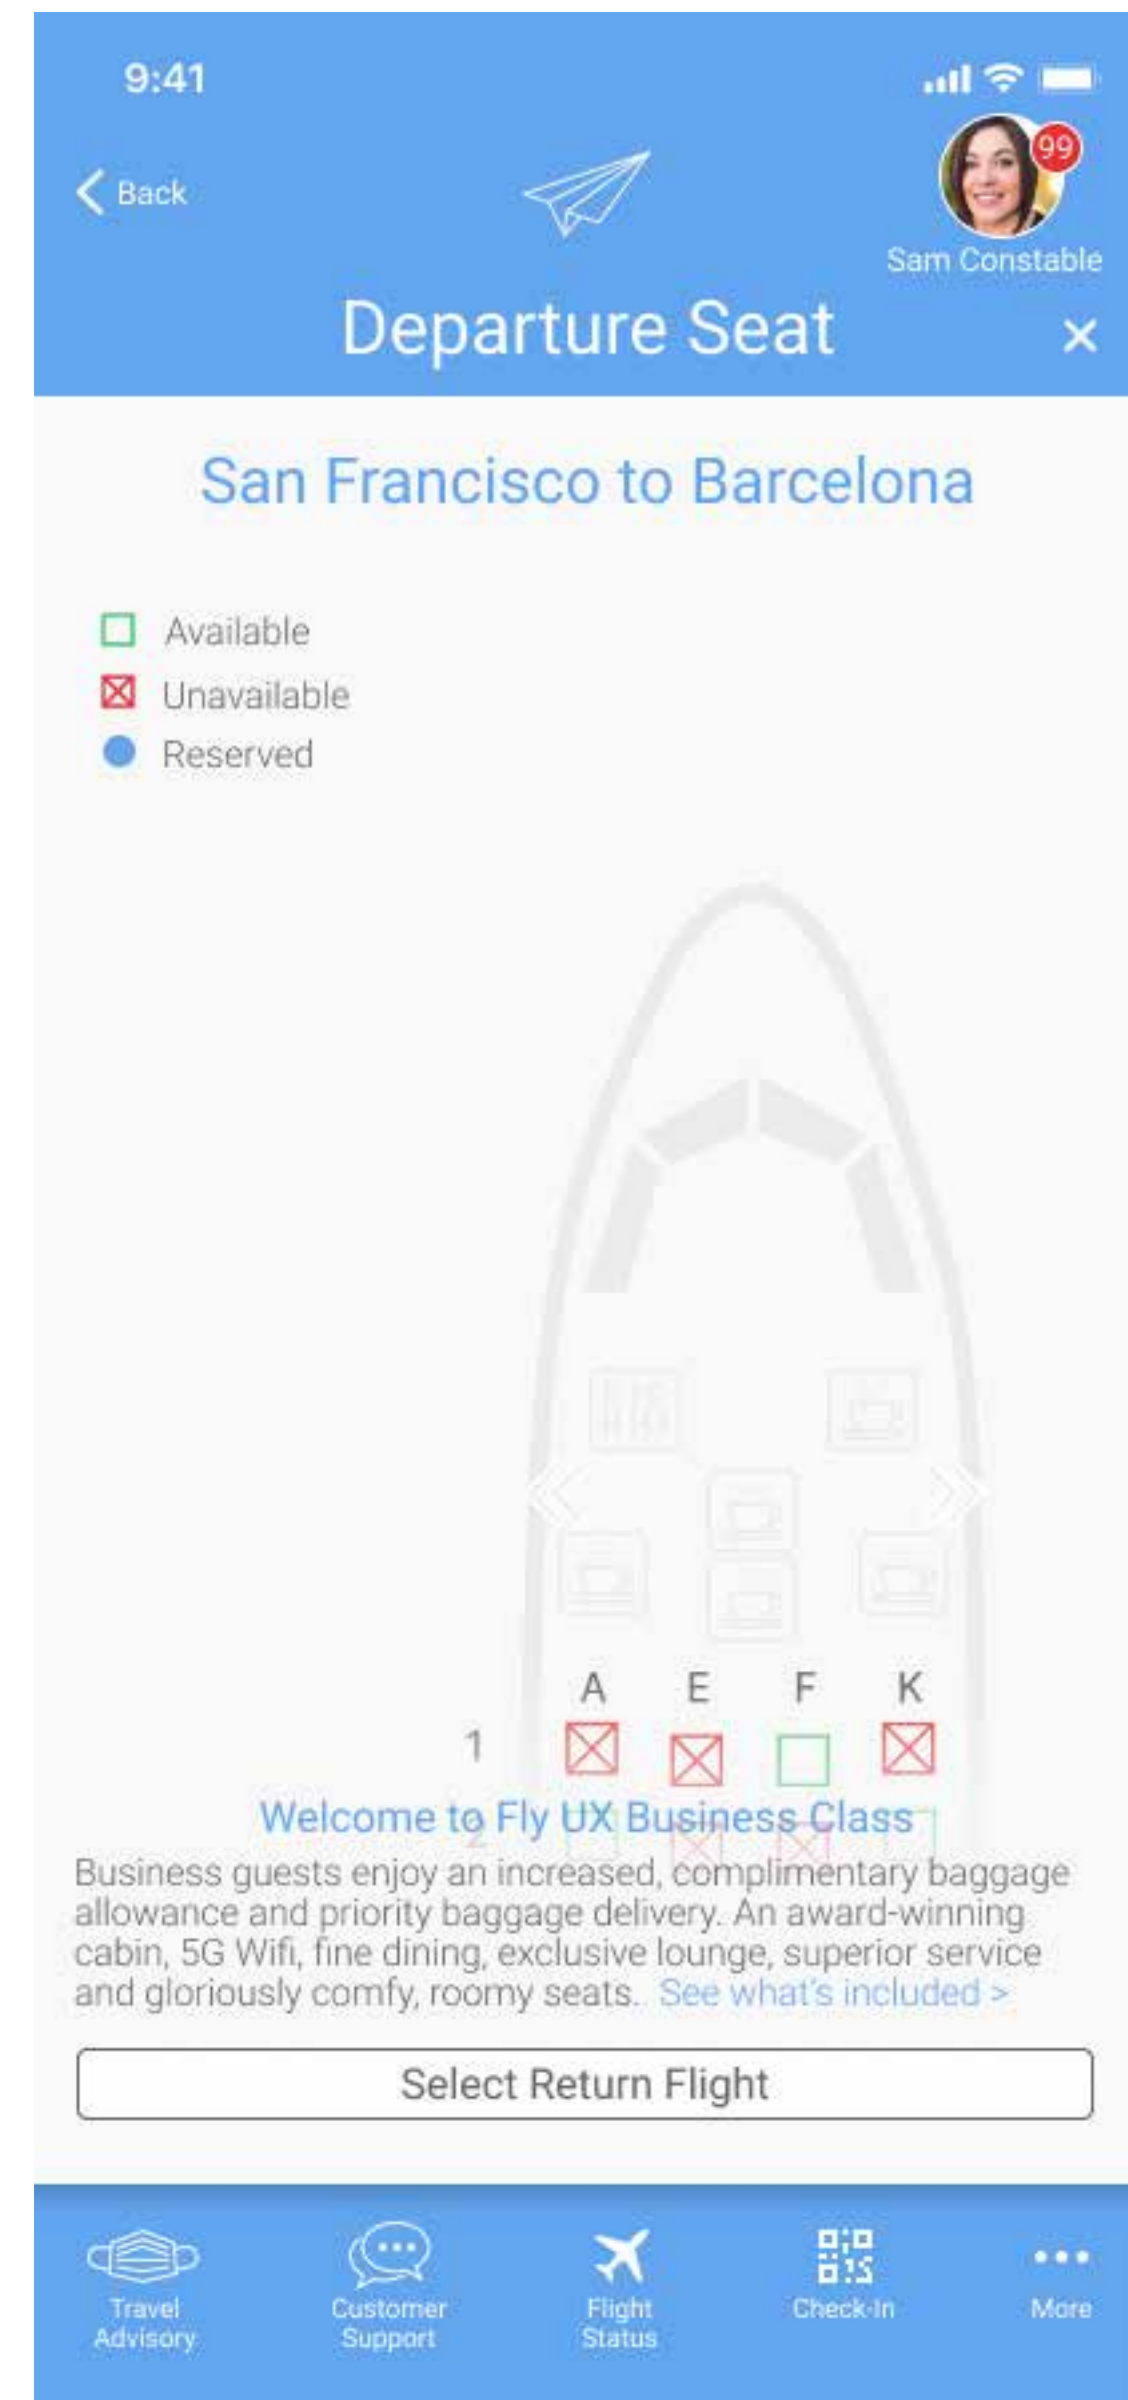 9:41
99
Back
Sam Constable
Departure Seat
San Francisco to Barcelona
Available
Unavailable
Reserved
A E F K
1
2
Welcome to Fly UX Business Class
Business guests enjoy an increased, complimentary baggage
allowance and priority baggage delivery. An award-winning
cabin, 5G Wifi, fine dining, exclusive lounge, superior service
and gloriously comfy, roomy seats.. See what's included >
Select Return Flight
Travel
Advisory
Customer
Support
Flight
Status
Check-In
More